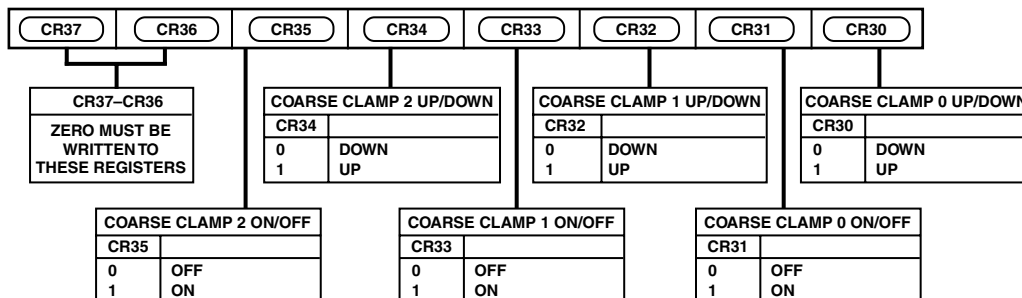 CR37 CR36 CR35 CR34 CR33 CR32 CR31 CR30
CR37–CR36
ZERO MUST BE
WRITTEN TO
THESE REGISTERS
COARSE CLAMP 2 UP/DOWN
CR34
0 DOWN
1 UP
COARSE CLAMP 1 UP/DOWN
CR32
0 DOWN
1 UP
COARSE CLAMP 0 UP/DOWN
CR30
0 DOWN
1 UP
COARSE CLAMP 2 ON/OFF
CR35
0 OFF
1 ON
COARSE CLAMP 1 ON/OFF
CR33
0 OFF
1 ON
COARSE CLAMP 0 ON/OFF
CR31
0 OFF
1 ON